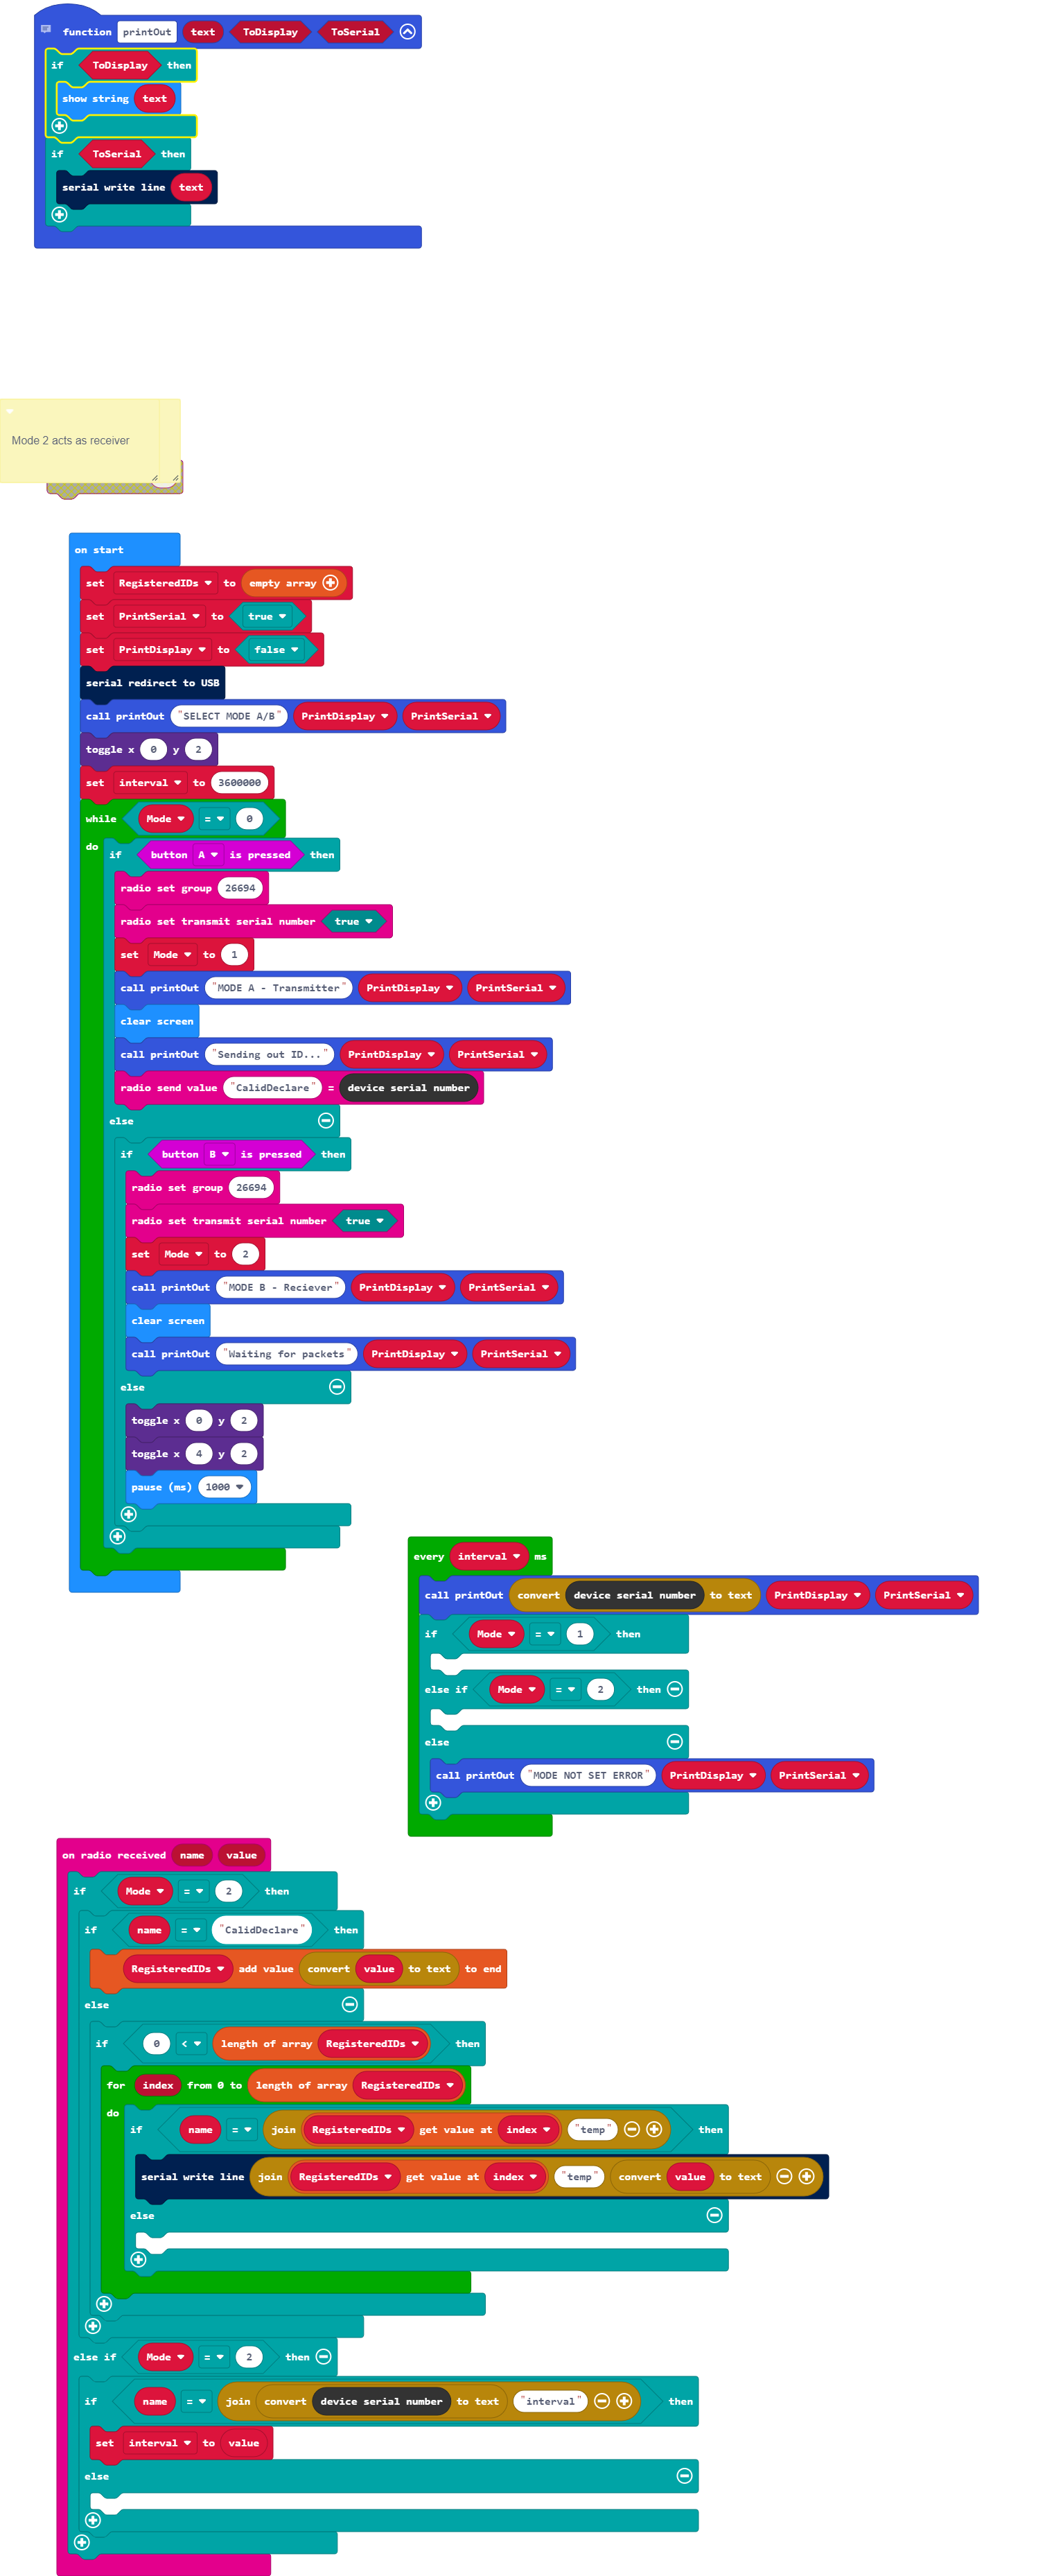 function printOut text ToDisplay ToSerial
if ToDisplay then
show string text
if ToSerial then
serial write line text
Mode 2 acts as receiver
on start
set RegisteredIDs to empty array
set PrintSerial to true
set PrintDisplay to false
serial redirect to USB
call printOut "SELECT MODE A/B" PrintDisplay PrintSerial
toggle x 0 y 2
set interval to 3600000
while Mode = 0
do
if button A is pressed then
radio set group 26694
radio set transmit serial number true
set Mode to 1
call printOut "MODE A - Transmitter" PrintDisplay PrintSerial
clear screen
call printOut "Sending out ID..." PrintDisplay PrintSerial
radio send value "CalidDeclare" = device serial number
else
if button B is pressed then
radio set group 26694
radio set transmit serial number true
set Mode to 2
call printOut "MODE B - Reciever" PrintDisplay PrintSerial
clear screen
call printOut "Waiting for packets" PrintDisplay PrintSerial
else
toggle x 0 y 2
toggle x 4 y 2
pause (ms) 1000
every interval ms
call printOut convert device serial number to text PrintDisplay PrintSerial
if Mode = 1 then
else if Mode = 2 then
else
call printOut "MODE NOT SET ERROR" PrintDisplay PrintSerial
on radio received name value
if Mode = 2 then
if name = "CalidDeclare" then
RegisteredIDs add value convert value to text to end
else
if 0 < length of array RegisteredIDs then
for index from 0 to length of array RegisteredIDs
do
if name = join RegisteredIDs get value at index "temp" then
serial write line join RegisteredIDs get value at index "temp" convert value to text
else
else if Mode = 2 then
if name = join convert device serial number to text "interval" then
set interval to value
else